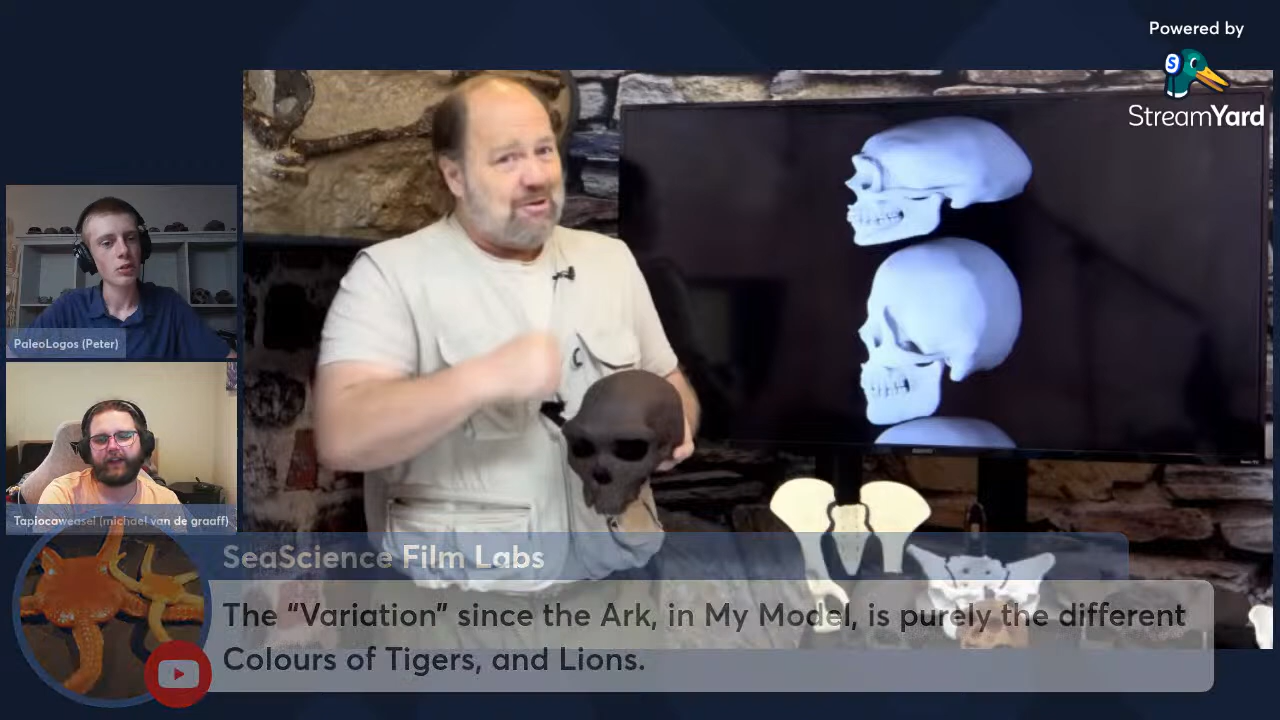 Powered by
StreamYard
PaleoLogos (Peter)
Tapiocaweasel (michael van de graaff)
SeaScience Film Labs
The “Variation” since the Ark, in My Model, is purely the different
Colours of Tigers, and Lions.